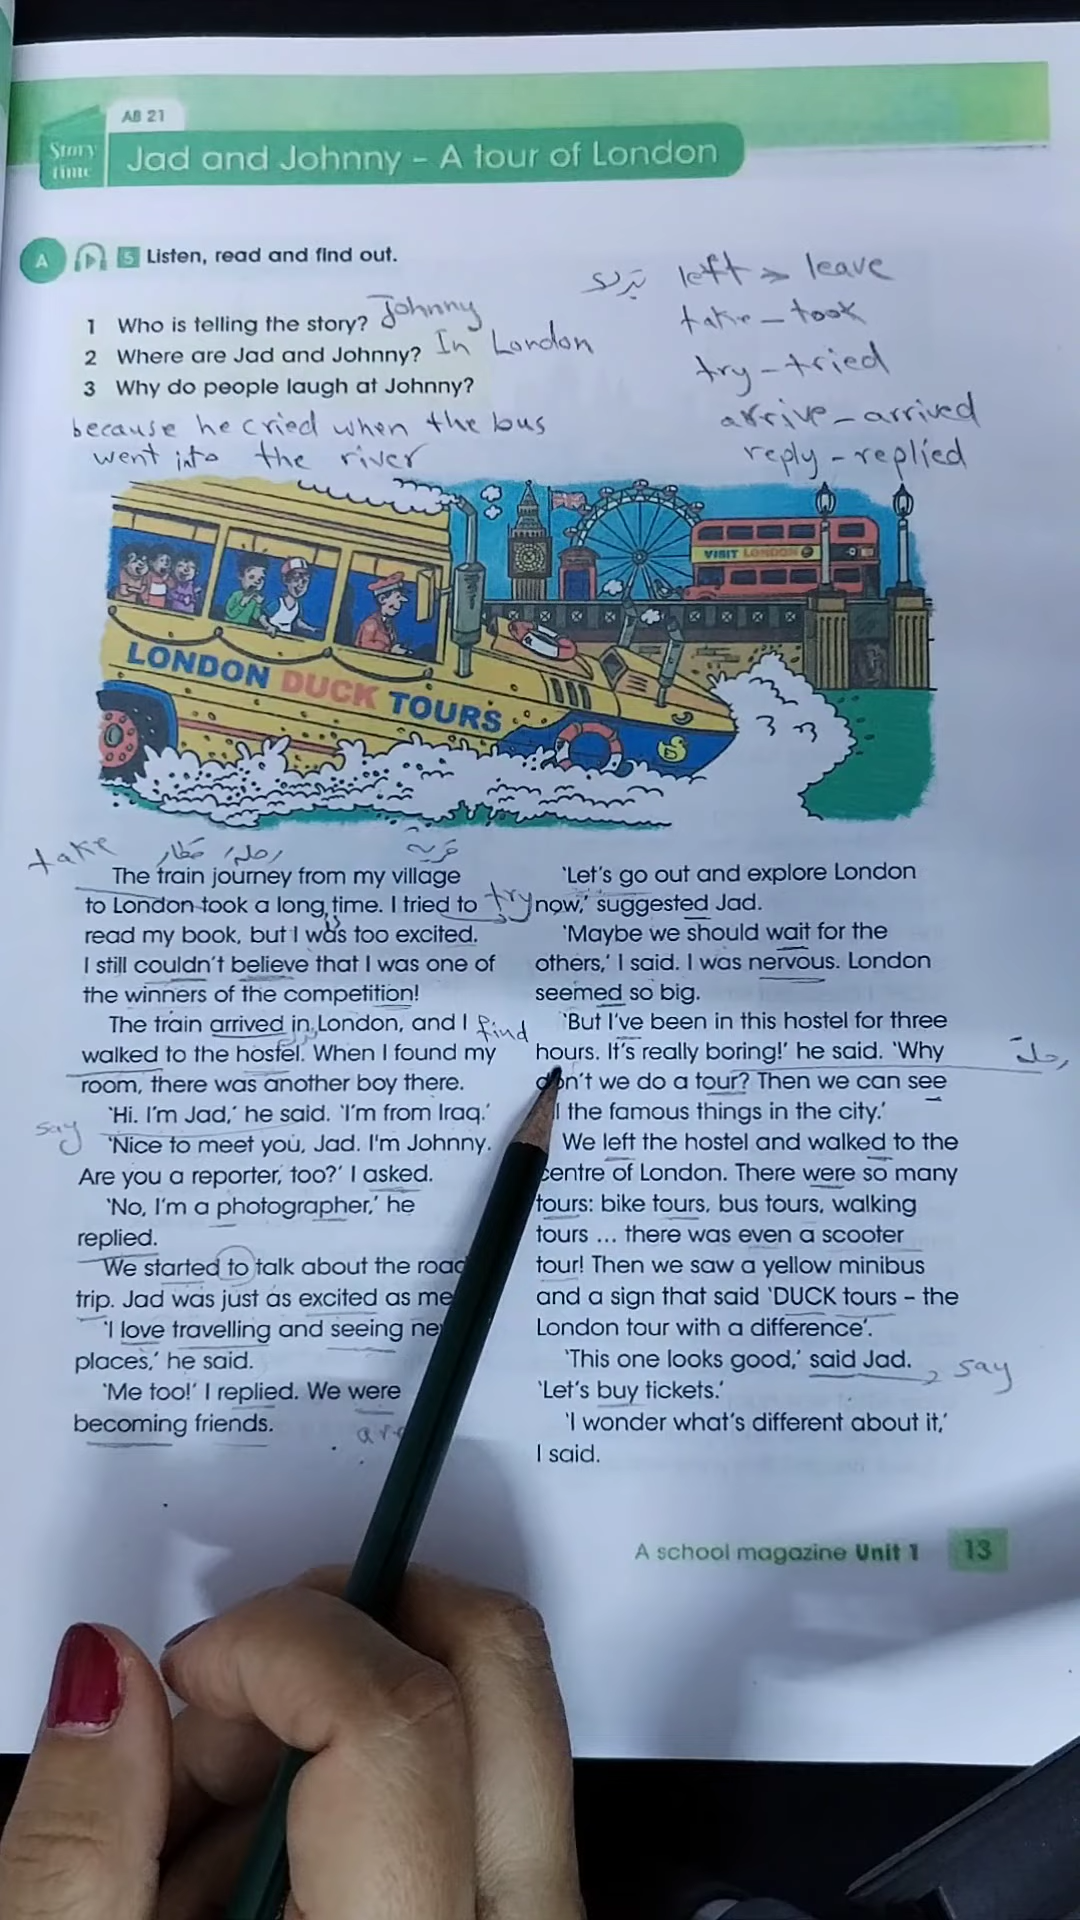 AB 21
Story time
Jad and Johnny - A tour of London
A 5 Listen, read and find out.
1 Who is telling the story? Johnny
2 Where are Jad and Johnny? In London
3 Why do people laugh at Johnny?
because he cried when the bus
went into the river
left > leave
take - took
try - tried
arrive - arrived
reply - replied
VISIT LONDON
LONDON DUCK TOURS
take
رحلة قطار
قرية
The train journey from my village
to London took a long time. I tried to try
read my book, but I was too excited.
I still couldn't believe that I was one of
the winners of the competition!
The train arrived in London, and I find
walked to the hostel. When I found my
room, there was another boy there.
'Hi. I'm Jad,' he said. 'I'm from Iraq.'
say
'Nice to meet you, Jad. I'm Johnny.
Are you a reporter, too?' I asked.
'No, I'm a photographer,' he
replied.
We started to talk about the road
trip. Jad was just as excited as me
'I love travelling and seeing ne
places,' he said.
'Me too!' I replied. We were
becoming friends.
are
'Let's go out and explore London
now,' suggested Jad.
'Maybe we should wait for the
others,' I said. I was nervous. London
seemed so big.
'But I've been in this hostel for three
hours. It's really boring!' he said. 'Why
رحلة
don't we do a tour? Then we can see
the famous things in the city.'
We left the hostel and walked to the
centre of London. There were so many
tours: bike tours, bus tours, walking
tours ... there was even a scooter
tour! Then we saw a yellow minibus
and a sign that said 'DUCK tours – the
London tour with a difference'.
'This one looks good,' said Jad. say
'Let's buy tickets.'
'I wonder what's different about it,'
I said.
A school magazine Unit 1 13